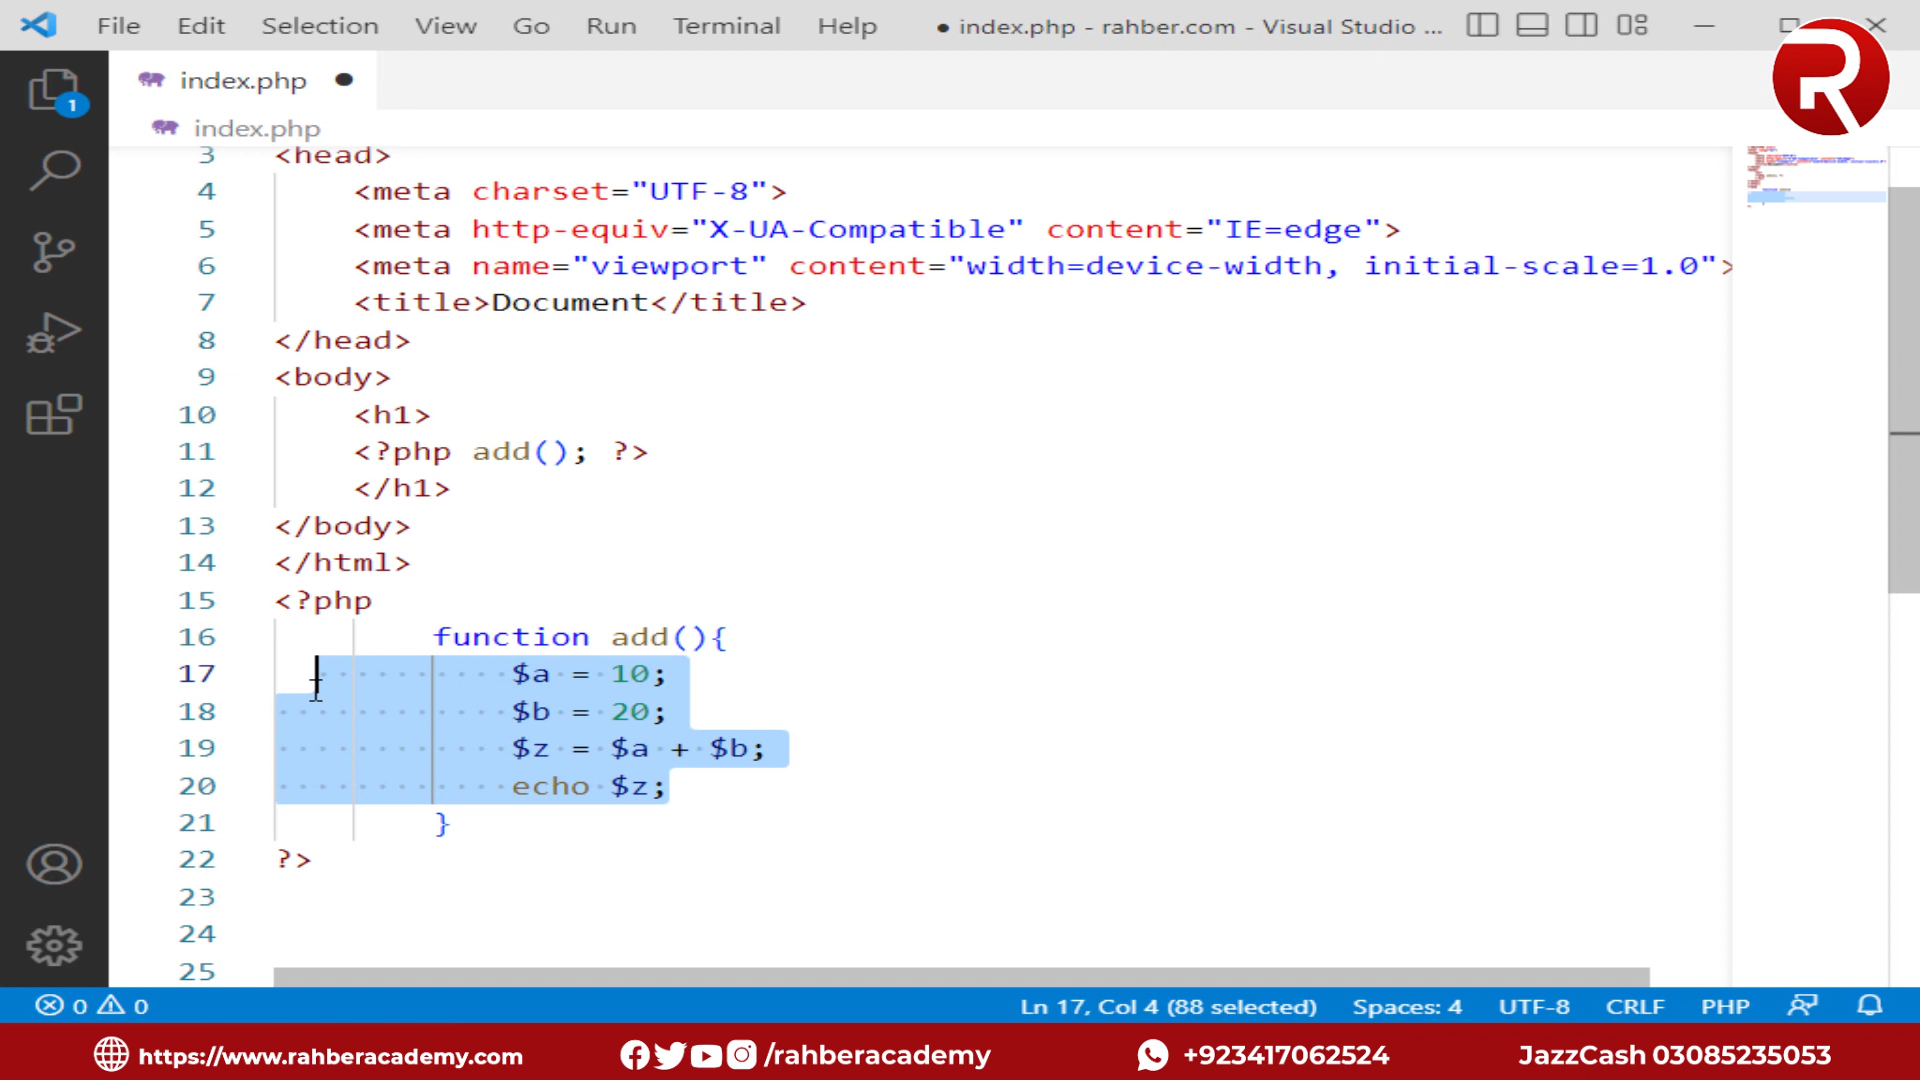 File Edit Selection View Go Run Terminal Help ● index.php - rahber.com - Visual Studio ...
R
1
index.php ●
index.php
3 <head>
4 <meta charset="UTF-8">
5 <meta http-equiv="X-UA-Compatible" content="IE=edge">
6 <meta name="viewport" content="width=device-width, initial-scale=1.0">
7 <title>Document</title>
8 </head>
9 <body>
10 <h1>
11 <?php add(); ?>
12 </h1>
13 </body>
14 </html>
15 <?php
16 function add(){
17 $a = 10;
18 $b = 20;
19 $z = $a + $b;
20 echo $z;
21 }
22 ?>
23
24
25
0 0 Ln 17, Col 4 (88 selected) Spaces: 4 UTF-8 CRLF PHP
https://www.rahberacademy.com /rahberacademy +923417062524 JazzCash 03085235053